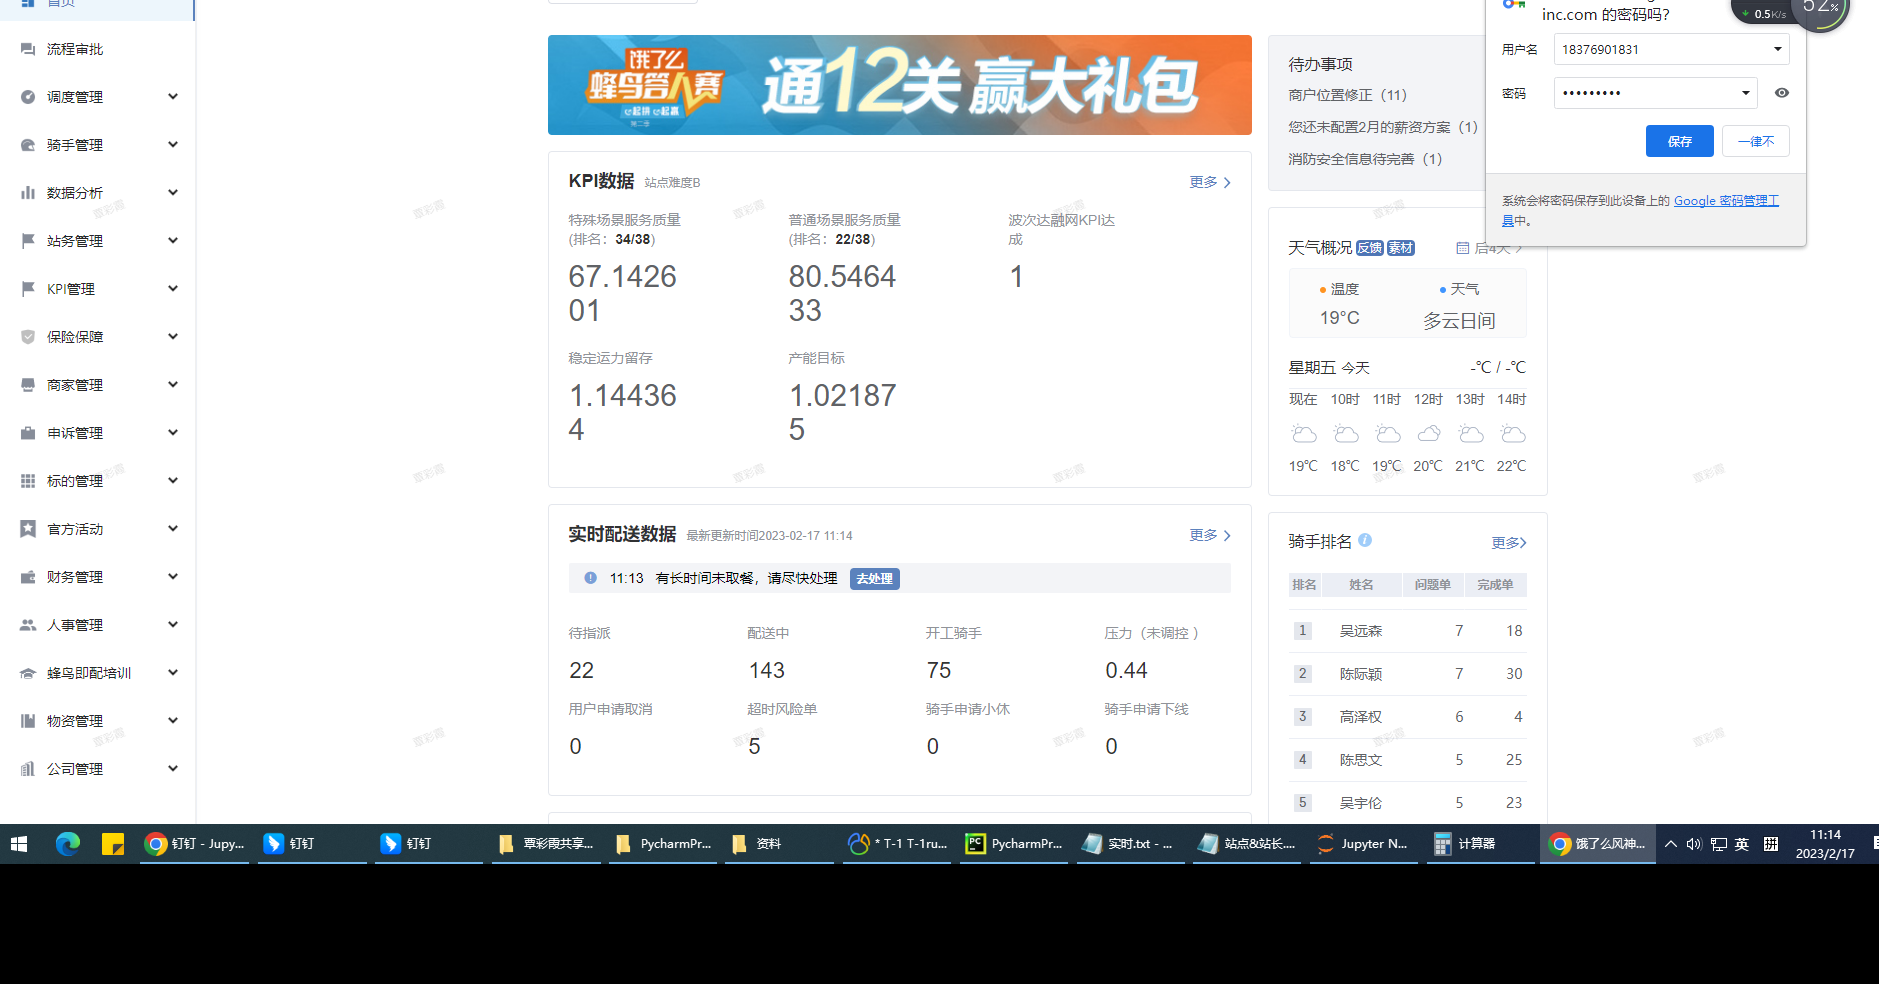 首页
流程审批
调度管理
骑手管理
数据分析
站务管理
KPI管理
保险保障
商家管理
申诉管理
标的管理
官方活动
财务管理
人事管理
蜂鸟即配培训
物资管理
公司管理
饿了么
蜂鸟答人赛
e起拼 e起赢
第二季
通12关 赢大礼包
KPI数据 站点难度B
更多
特殊场景服务质量
(排名：34/38)
67.1426
01
普通场景服务质量
(排名：22/38)
80.5464
33
波次达融网KPI达
成
1
稳定运力留存
1.14436
4
产能目标
1.02187
5
实时配送数据 最新更新时间2023-02-17 11:14
更多
11:13 有长时间未取餐，请尽快处理 去处理
待指派 配送中 开工骑手 压力（未调控 ）
22 143 75 0.44
用户申请取消 超时风险单 骑手申请小休 骑手申请下线
0 5 0 0
待办事项
商户位置修正（11）
您还未配置2月的薪资方案（1）
消防安全信息待完善（1）
天气概况 反馈 素材 后4天
温度 天气
19°C 多云日间
星期五 今天 -℃ / -℃
现在 10时 11时 12时 13时 14时
19℃ 18℃ 19℃ 20℃ 21℃ 22℃
骑手排名 更多
排名 姓名 问题单 完成单
1 吴远森 7 18
2 陈际颖 7 30
3 高泽权 6 4
4 陈思文 5 25
5 吴宇伦 5 23
inc.com 的密码吗?
用户名 18376901831
密码 •••••••••
保存 一律不
系统会将密码保存到此设备上的 Google 密码管理工
具中。
0.5K/s
52%
钉钉 - Jupy...
钉钉
钉钉
覃彩霞共享...
PycharmPr...
资料
* T-1 T-1ru...
PycharmPr...
实时.txt - ...
站点&站长....
Jupyter N...
计算器
饿了么风神...
英
拼
11:14
2023/2/17